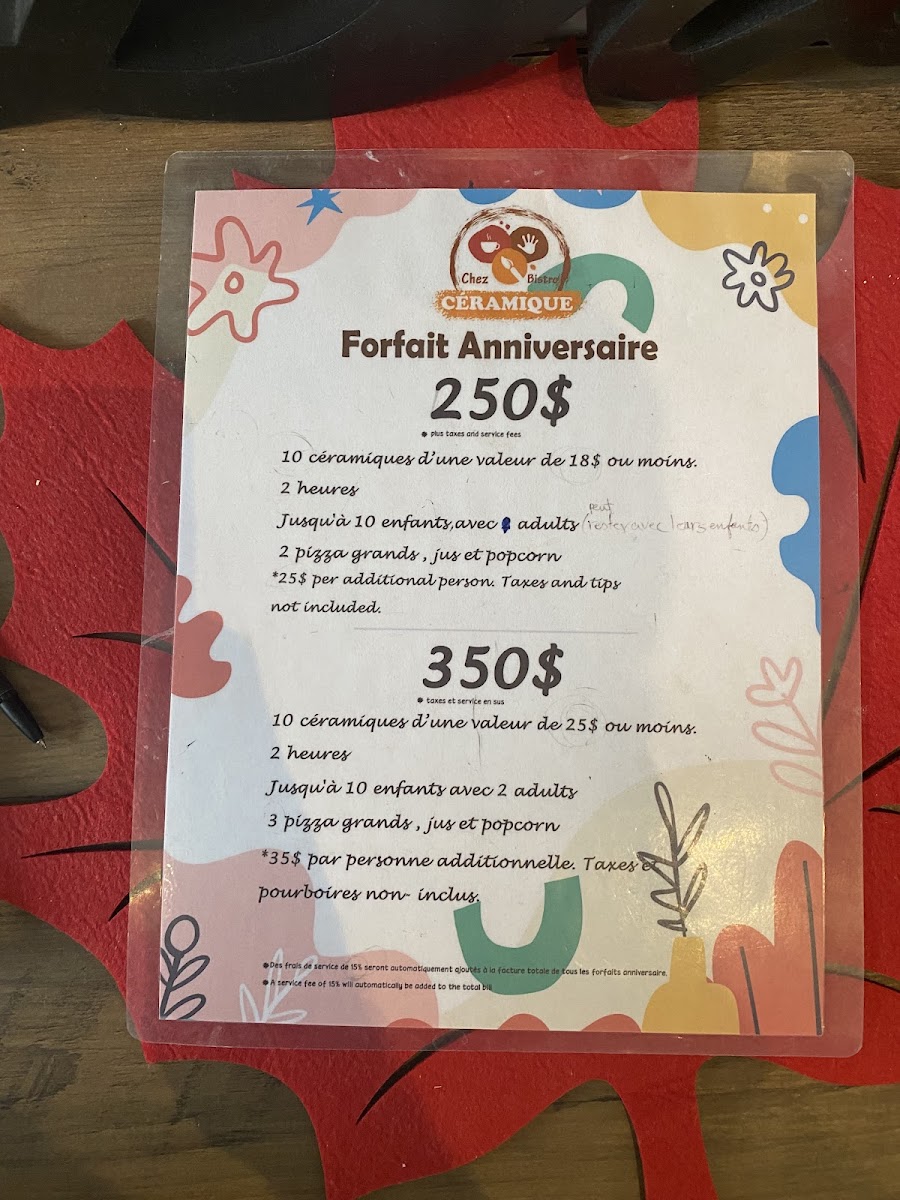 Chez Bistro
CÉRAMIQUE
Forfait Anniversaire
250$
plus taxes and service fees
10 céramiques d'une valeur de 18$ ou moins.
2 heures
peut
Jusqu'à 10 enfants,avec adults (rester avec leurs enfants)
2 pizza grands , jus et popcorn
*25$ per additional person. Taxes and tips
not included.
350$
taxes et service en sus
10 céramiques d'une valeur de 25$ ou moins.
2 heures
Jusqu'à 10 enfants avec 2 adults
3 pizza grands , jus et popcorn
*35$ par personne additionnelle. Taxes et
pourboires non- inclus.
Des frais de service de 15% seront automatiquement ajoutés à la facture totale de tous les forfaits anniversaire.
A service fee of 15% will automatically be added to the total bill